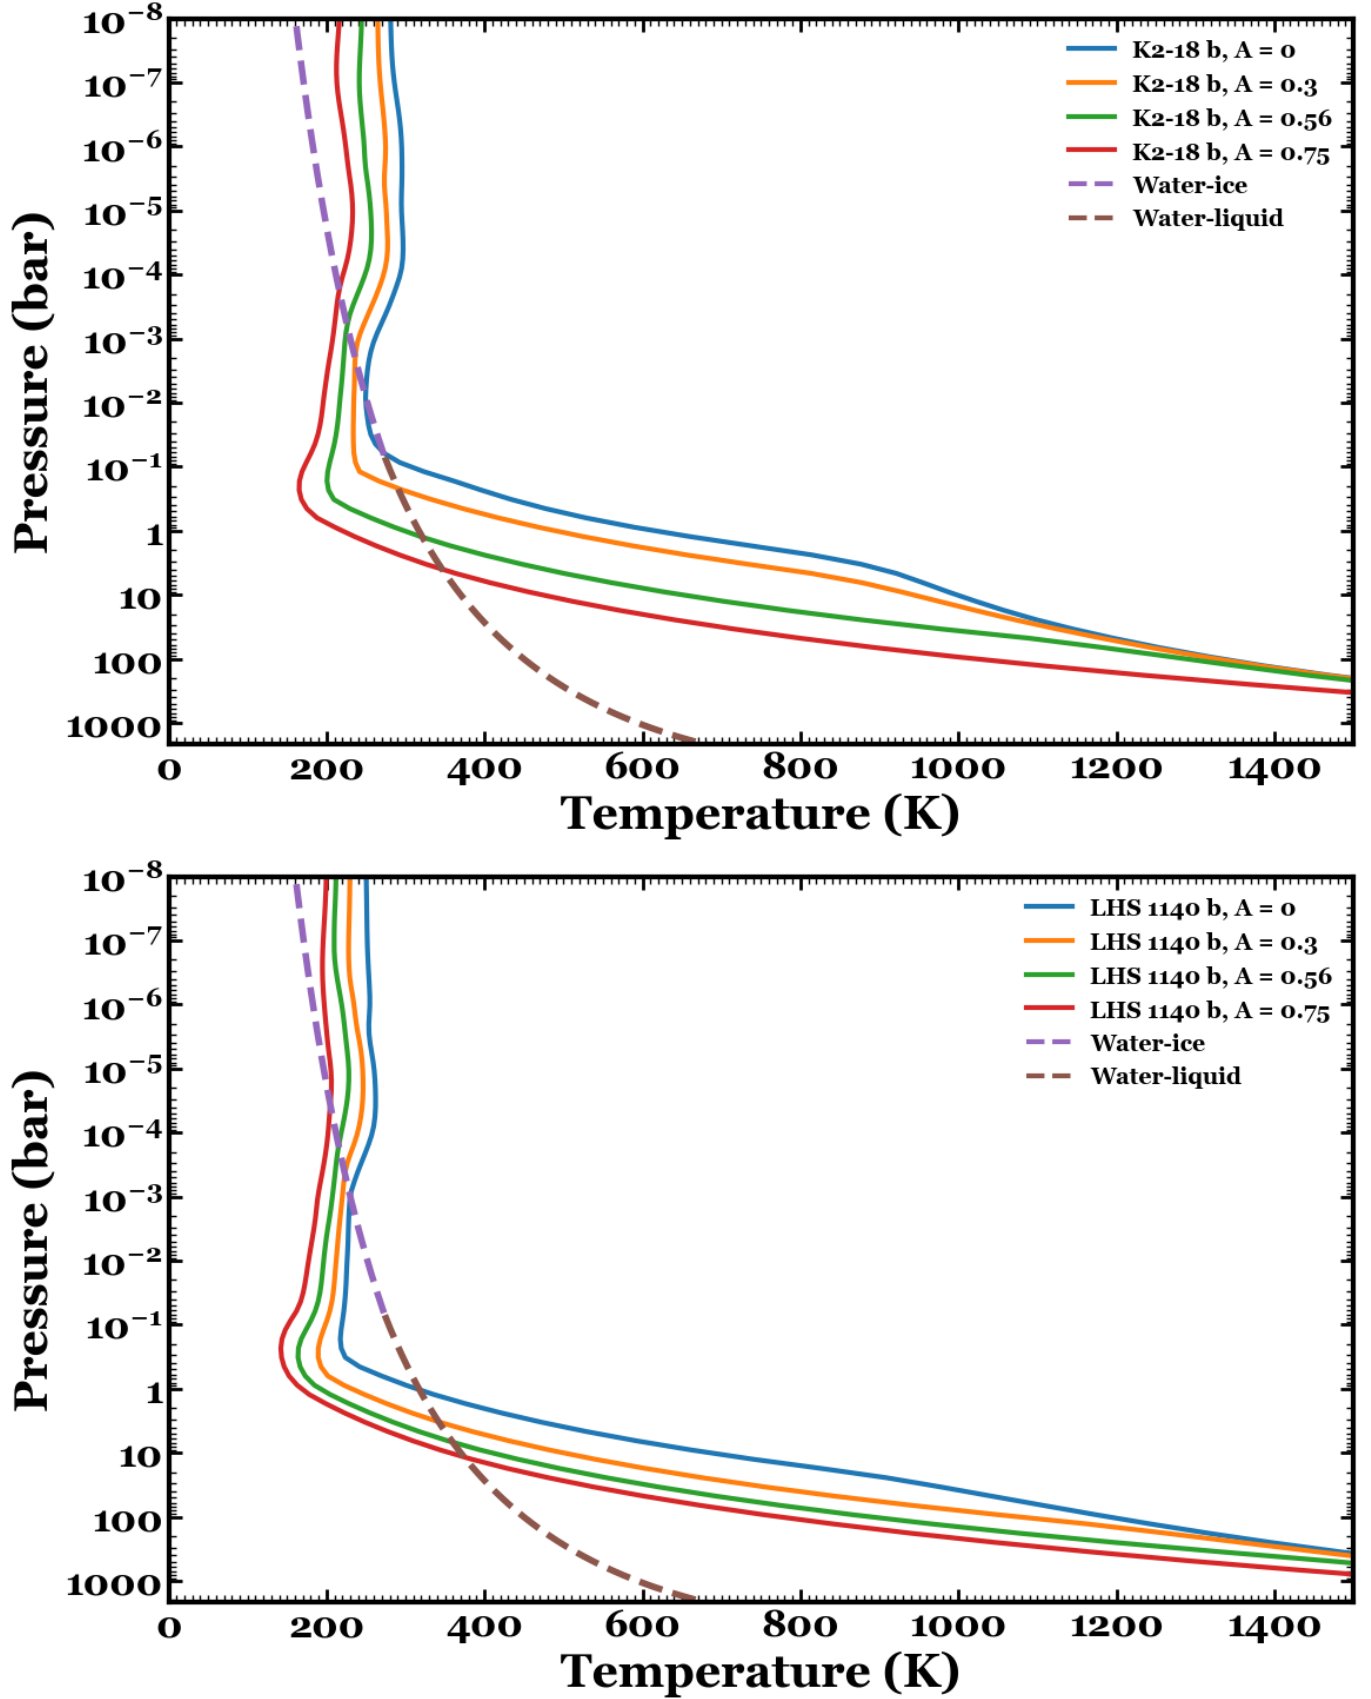 10⁻⁸
10⁻⁷
10⁻⁶
10⁻⁵
10⁻⁴
10⁻³
10⁻²
10⁻¹
1
10
100
1000
Pressure (bar)
K2-18 b, A = 0
K2-18 b, A = 0.3
K2-18 b, A = 0.56
K2-18 b, A = 0.75
Water-ice
Water-liquid
0 200 400 600 800 1000 1200 1400
Temperature (K)
10⁻⁸
10⁻⁷
10⁻⁶
10⁻⁵
10⁻⁴
10⁻³
10⁻²
10⁻¹
1
10
100
1000
Pressure (bar)
LHS 1140 b, A = 0
LHS 1140 b, A = 0.3
LHS 1140 b, A = 0.56
LHS 1140 b, A = 0.75
Water-ice
Water-liquid
0 200 400 600 800 1000 1200 1400
Temperature (K)